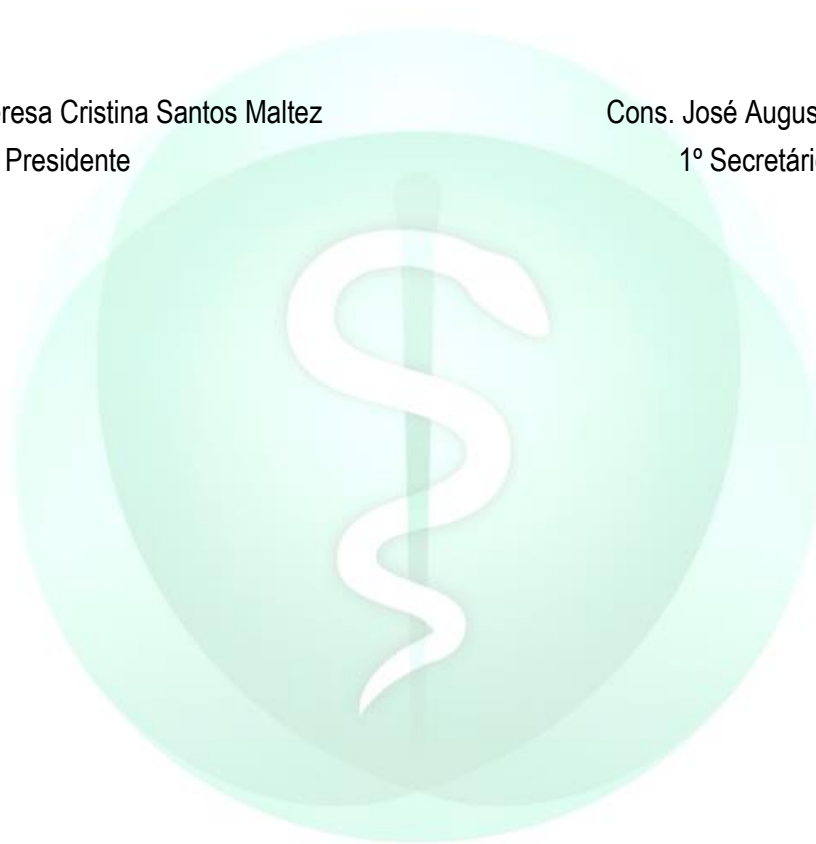 resa Cristina Santos Maltez Cons. José Augus
Presidente 1º Secretári